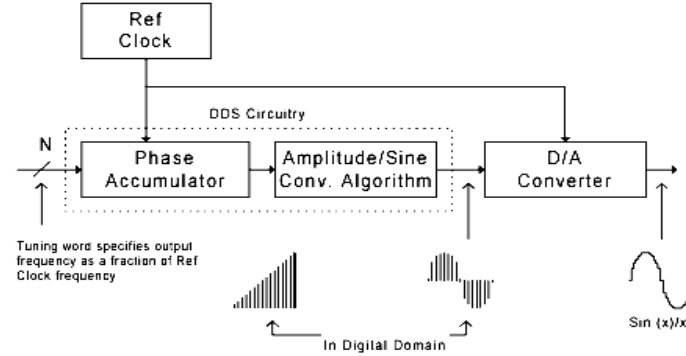 Ref
Clock
DDS Circuitry
N
Phase
Accumulator
Amplitude/Sine
Conv. Algorithm
D/A
Converter
Tuning word specifies output
frequency as a fraction of Ref
Clock frequency
In Digital Domain
Sin (x)/x